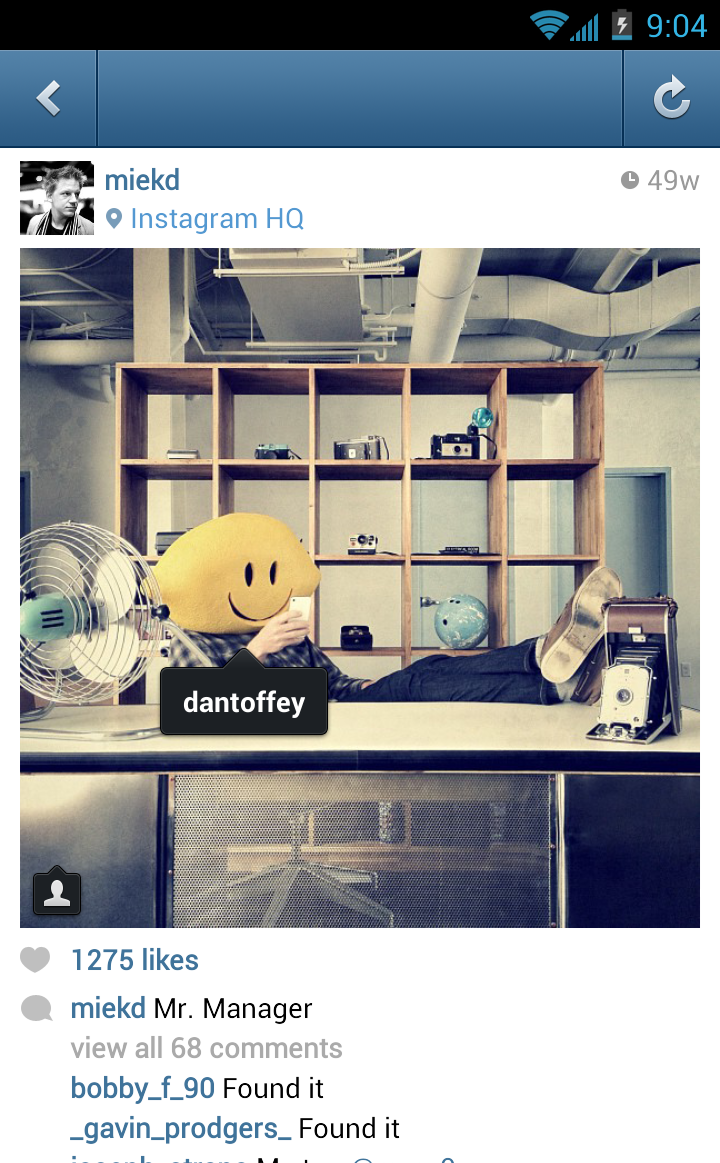 9:04
miekd
49w
Instagram HQ
dantoffey
1275 likes
miekd Mr. Manager
view all 68 comments
bobby_f_90 Found it
_gavin_prodgers_ Found it